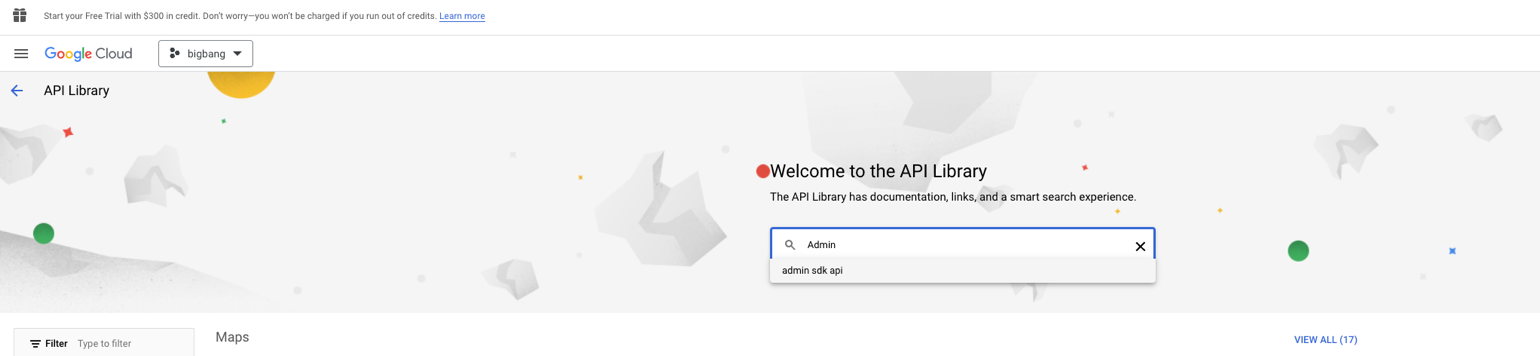 Start your Free Trial with $300 in credit. Don’t worry—you won’t be charged if you run out of credits. Learn more
Google Cloud bigbang
API Library
Welcome to the API Library
The API Library has documentation, links, and a smart search experience.
Admin
admin sdk api
Filter Type to filter
Maps
VIEW ALL (17)